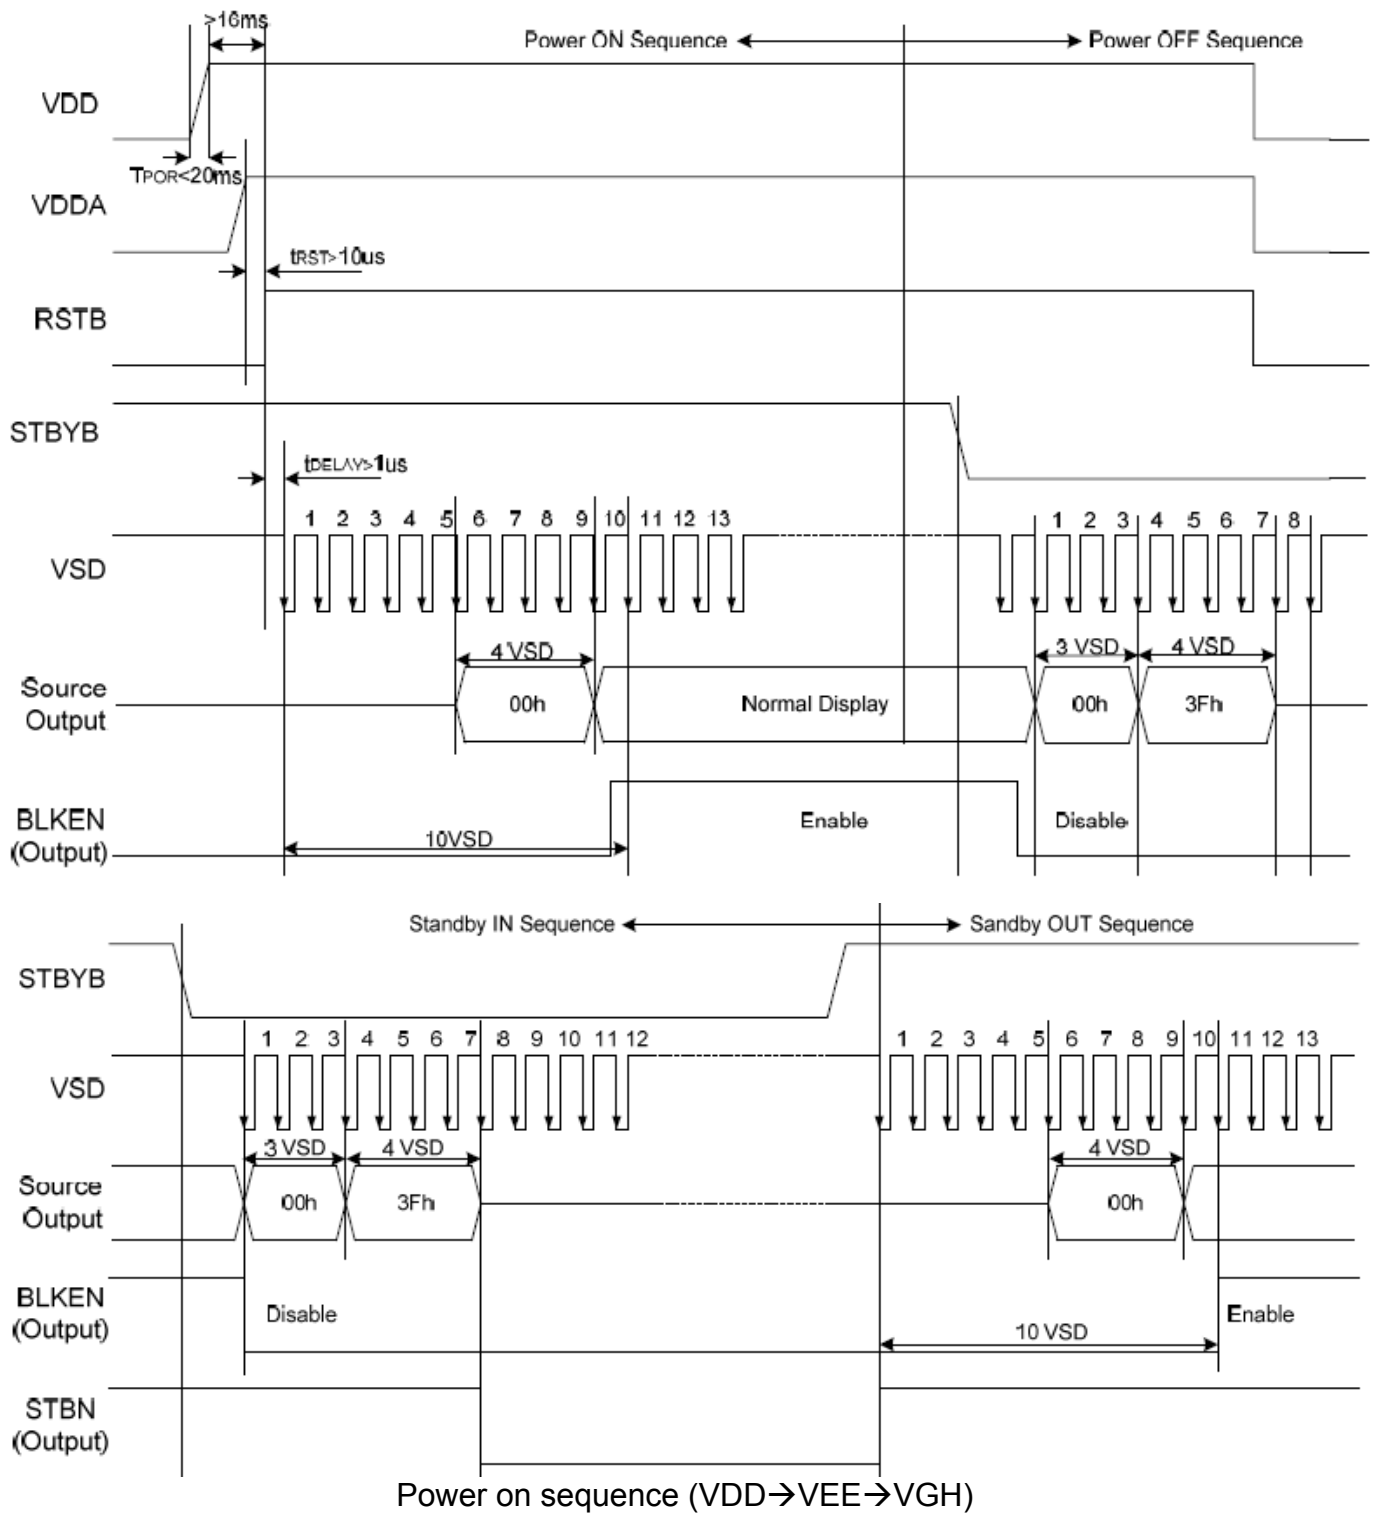 >16ms
Power ON Sequence
Power OFF Sequence
VDD
TPOR<20ms
VDDA
tRST>10us
RSTB
STBYB
tDELAY>1us
1 2 3 4 5 6 7 8 9 10 11 12 13
1 2 3 4 5 6 7 8
VSD
4 VSD
3 VSD
4 VSD
Source
Output
00h
Normal Display
00h
3Fh
BLKEN
(Output)
10VSD
Enable
Disable
Standby IN Sequence
Sandby OUT Sequence
STBYB
1 2 3 4 5 6 7 8 9 10 11 12
1 2 3 4 5 6 7 8 9 10 11 12 13
VSD
3 VSD
4 VSD
4 VSD
Source
Output
00h
3Fh
00h
BLKEN
(Output)
Disable
10 VSD
Enable
STBN
(Output)
Power on sequence (VDD→VEE→VGH)